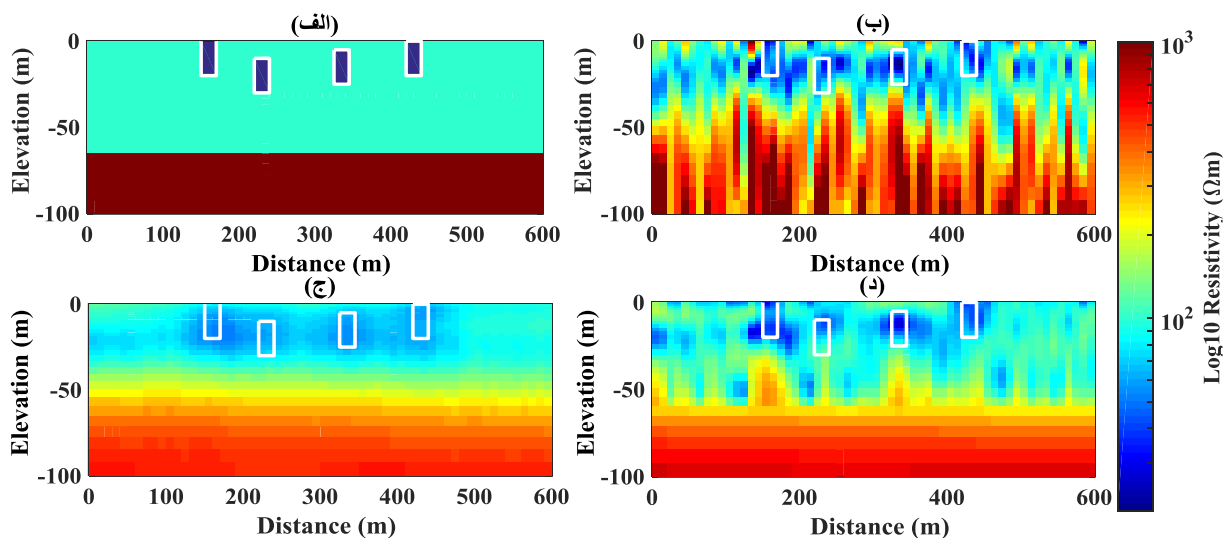 (الف)
0
-50
-100
Elevation (m)
0 100 200 300 400 500 600
Distance (m)
(ب)
0
-50
-100
Elevation (m)
0 200 400 600
Distance (m)
(ج)
0
-50
-100
Elevation (m)
0 100 200 300 400 500 600
Distance (m)
(د)
0
-50
-100
Elevation (m)
0 200 400 600
Distance (m)
10³
10²
Log10 Resistivity (Ωm)